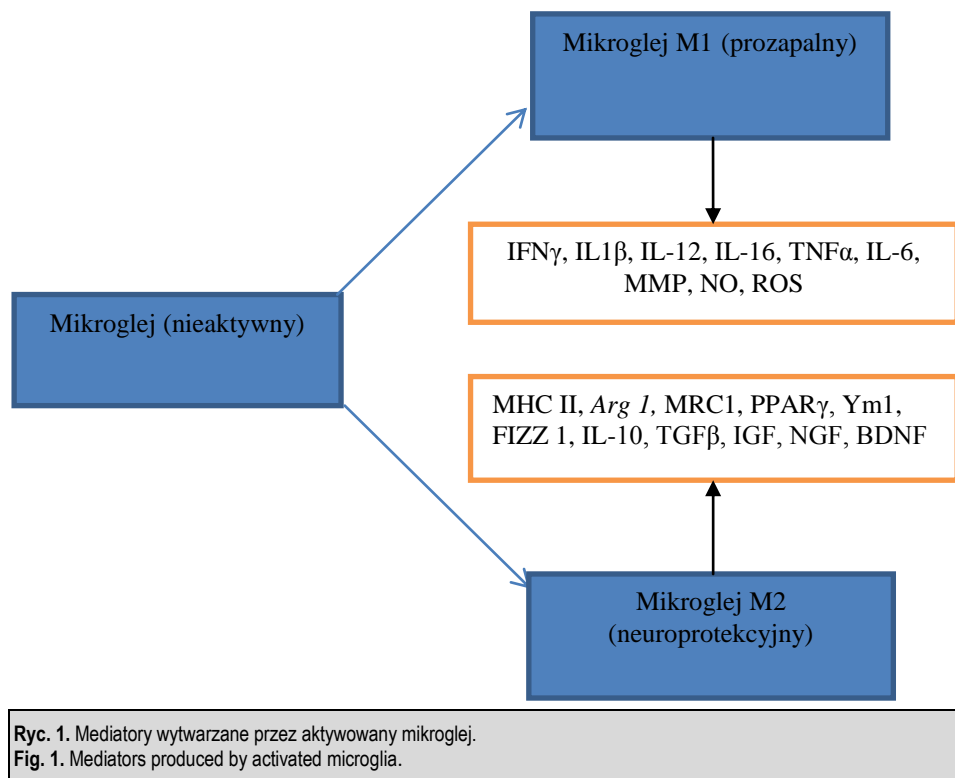 Mikroglej M1 (prozapalny)
IFNγ, IL1β, IL-12, IL-16, TNFα, IL-6,
MMP, NO, ROS
Mikroglej (nieaktywny)
MHC II, Arg 1, MRC1, PPARγ, Ym1,
FIZZ 1, IL-10, TGFβ, IGF, NGF, BDNF
Mikroglej M2
(neuroprotekcyjny)
Ryc. 1. Mediatory wytwarzane przez aktywowany mikroglej.
Fig. 1. Mediators produced by activated microglia.